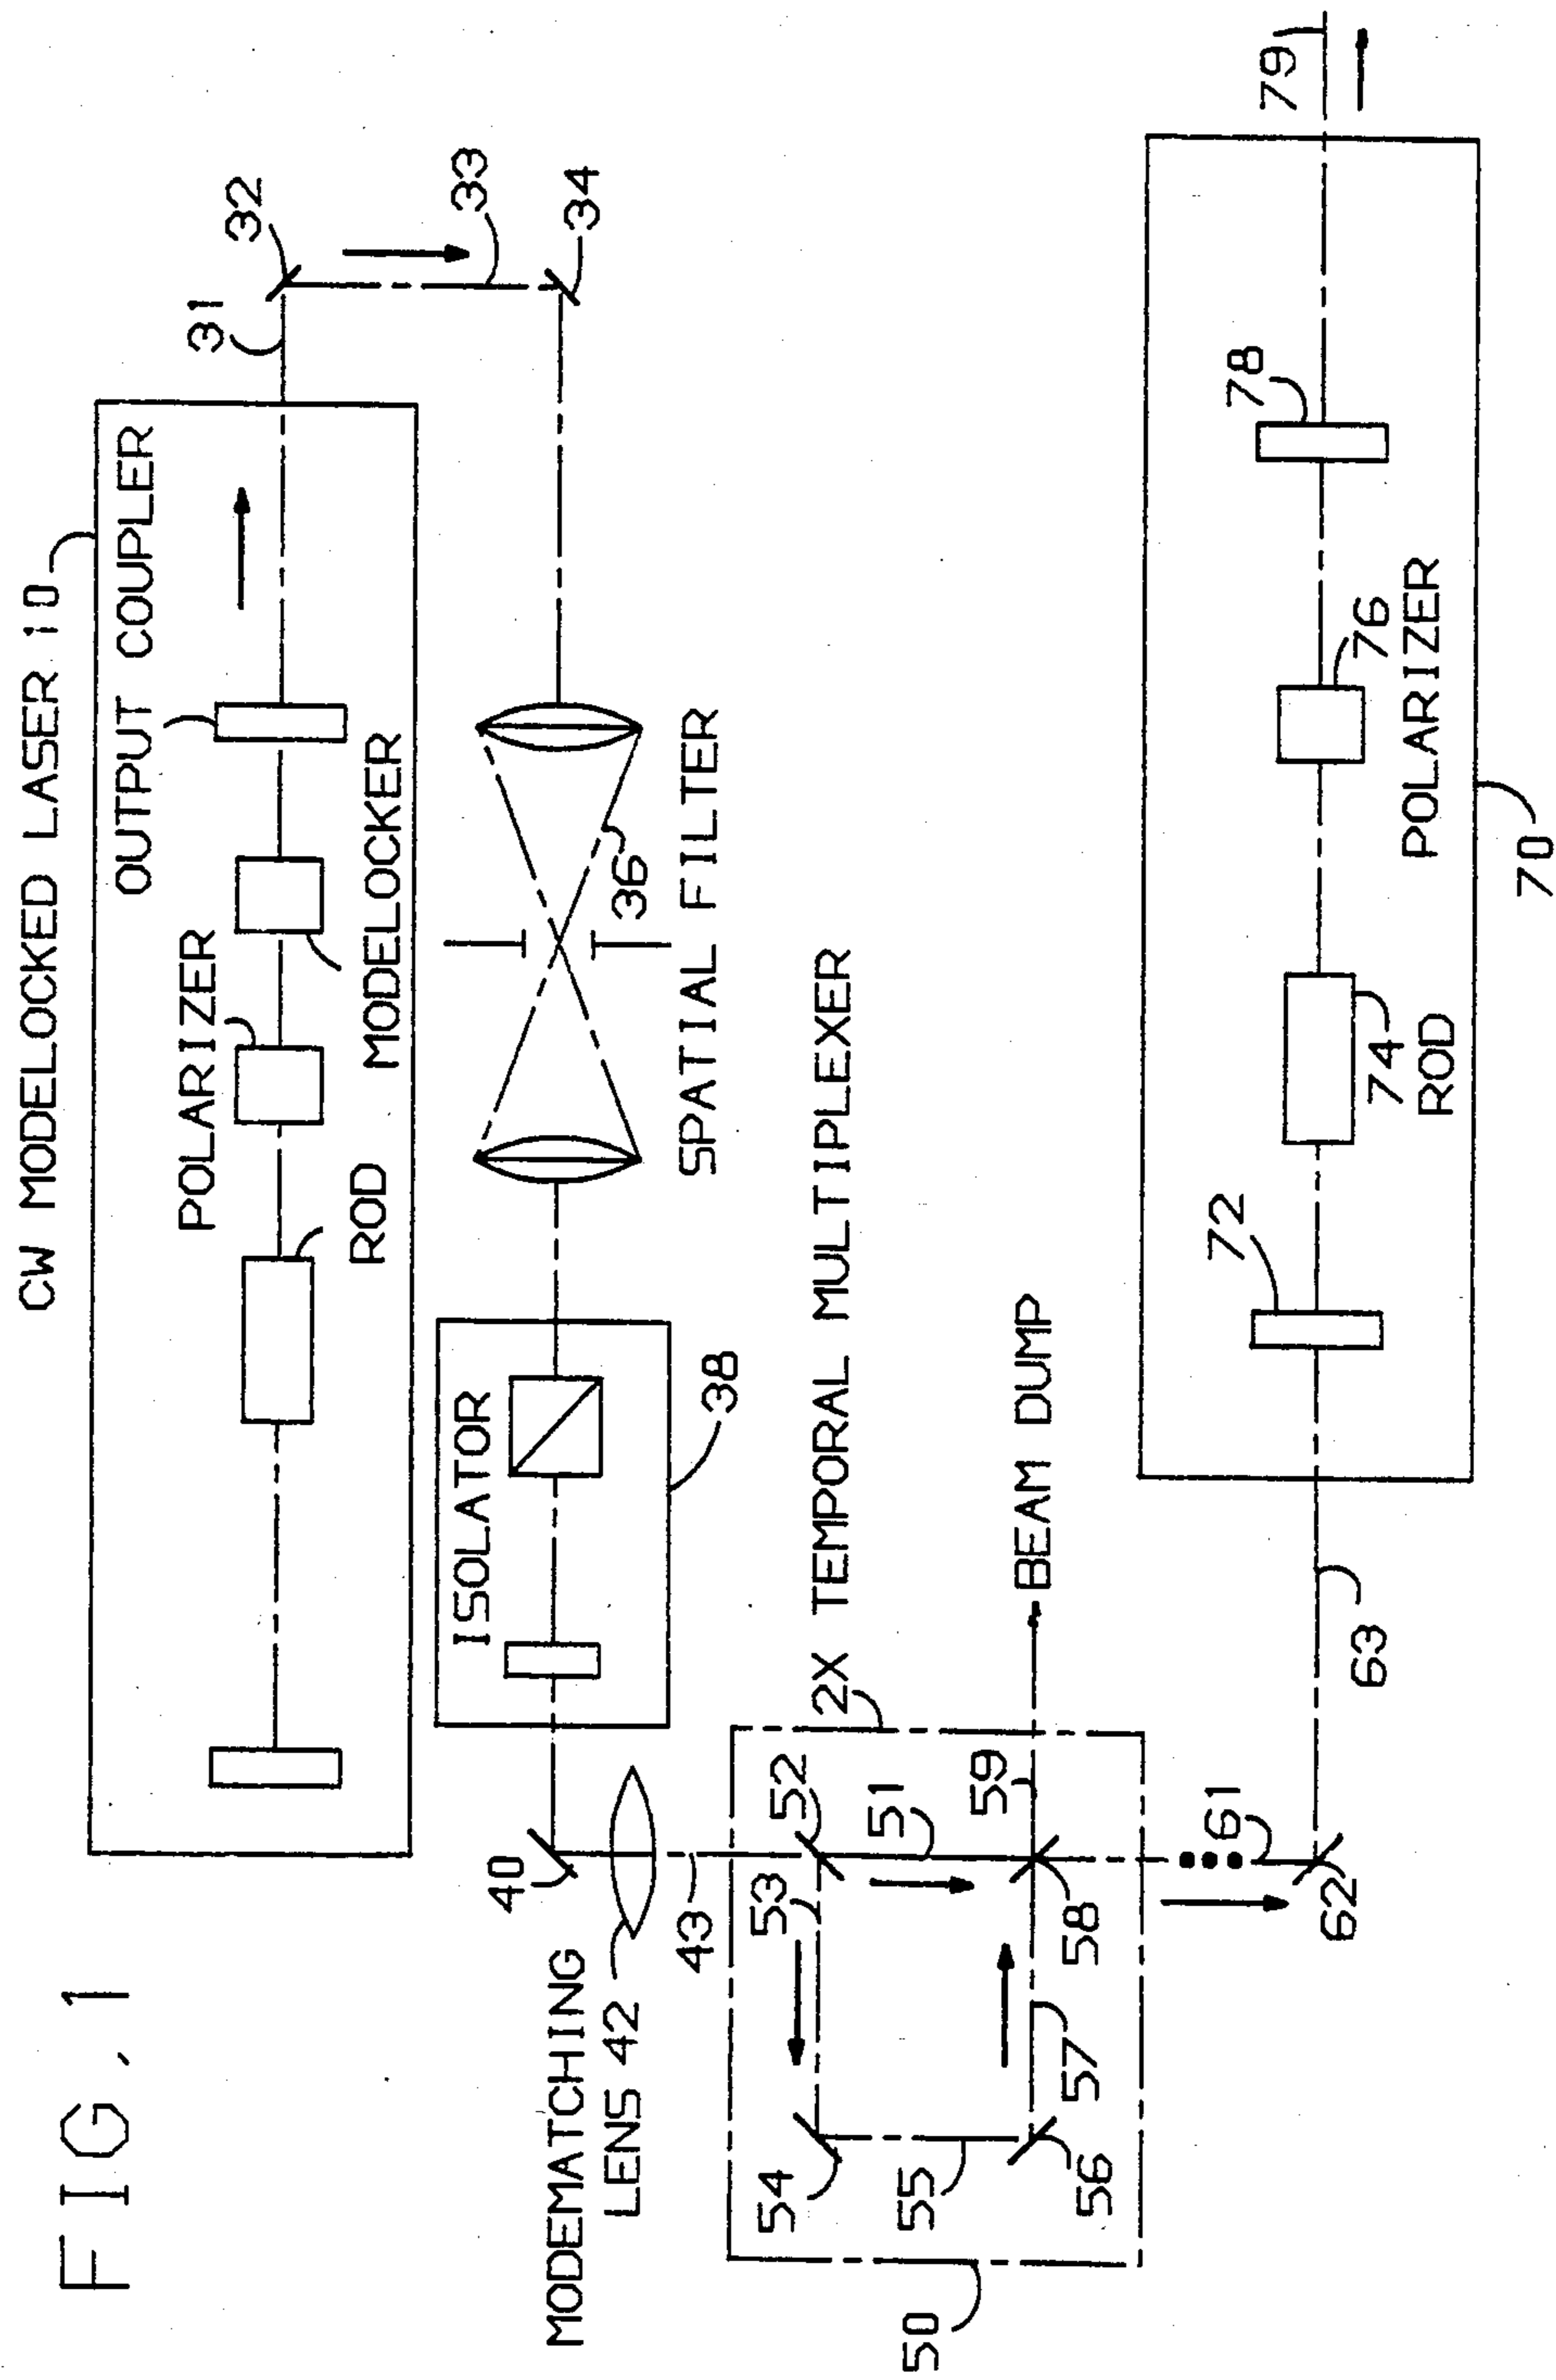 FIG, 1
CW MODELOCKED LASER 10
OUTPUT COUPLER
POLARIZER
ROD
MODELOCKER
31
32
33
34
36
SPATIAL FILTER
ISOLATOR
38
40
MODEMATCHING
LENS 42
43
2X TEMPORAL MULTIPLEXER
50
52
53
51
54
55
56
57
58
59
BEAM DUMP
61
62
63
70
72
74
ROD
76
POLARIZER
78
79